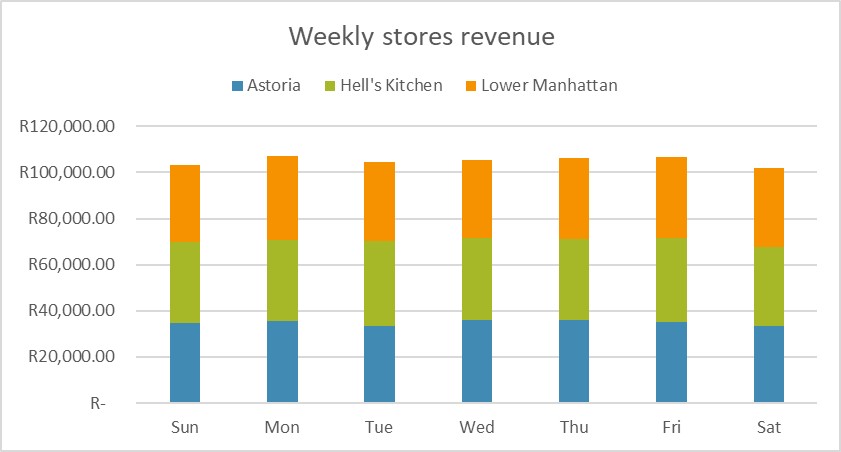 Weekly stores revenue
Astoria Hell's Kitchen Lower Manhattan
R120,000.00
R100,000.00
R80,000.00
R60,000.00
R40,000.00
R20,000.00
R-
Sun Mon Tue Wed Thu Fri Sat